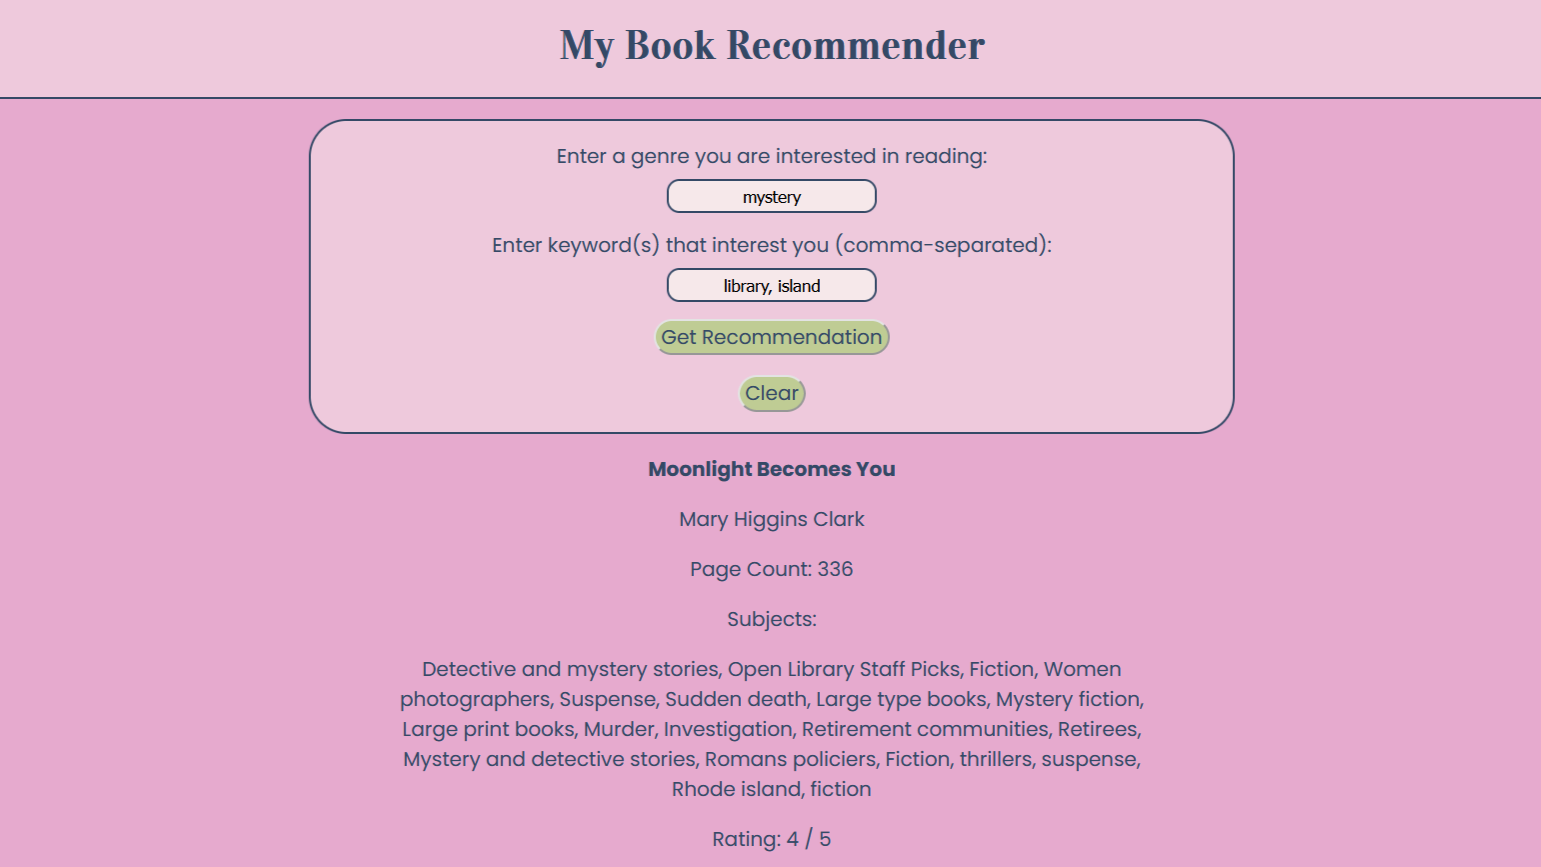 My Book Recommender
Enter a genre you are interested in reading:
mystery
Enter keyword(s) that interest you (comma-separated):
library, island
Get Recommendation
Clear
Moonlight Becomes You
Mary Higgins Clark
Page Count: 336
Subjects:
Detective and mystery stories, Open Library Staff Picks, Fiction, Women
photographers, Suspense, Sudden death, Large type books, Mystery fiction,
Large print books, Murder, Investigation, Retirement communities, Retirees,
Mystery and detective stories, Romans policiers, Fiction, thrillers, suspense,
Rhode island, fiction
Rating: 4 / 5